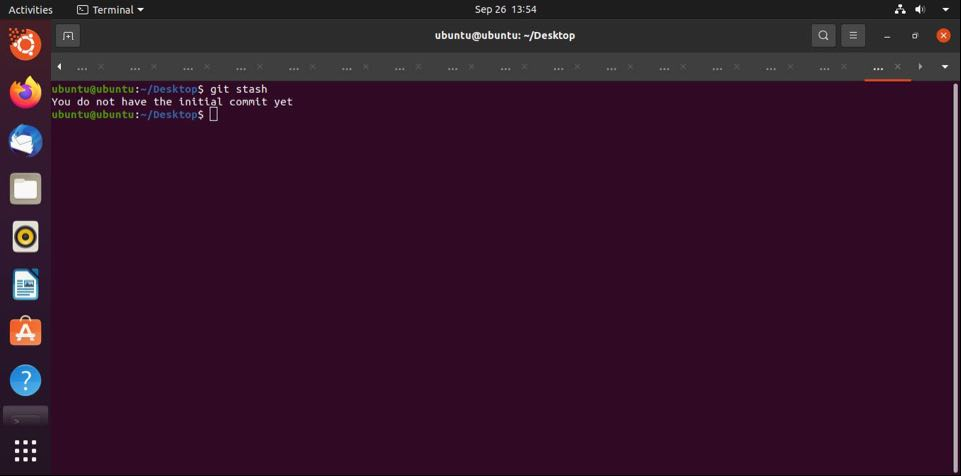 Activities Terminal Sep 26 13:54
ubuntu@ubuntu: ~/Desktop
... ... ... ... ... ... ... ... ... ... ... ... ... ... ... ...
ubuntu@ubuntu:~/Desktop$ git stash
You do not have the initial commit yet
ubuntu@ubuntu:~/Desktop$